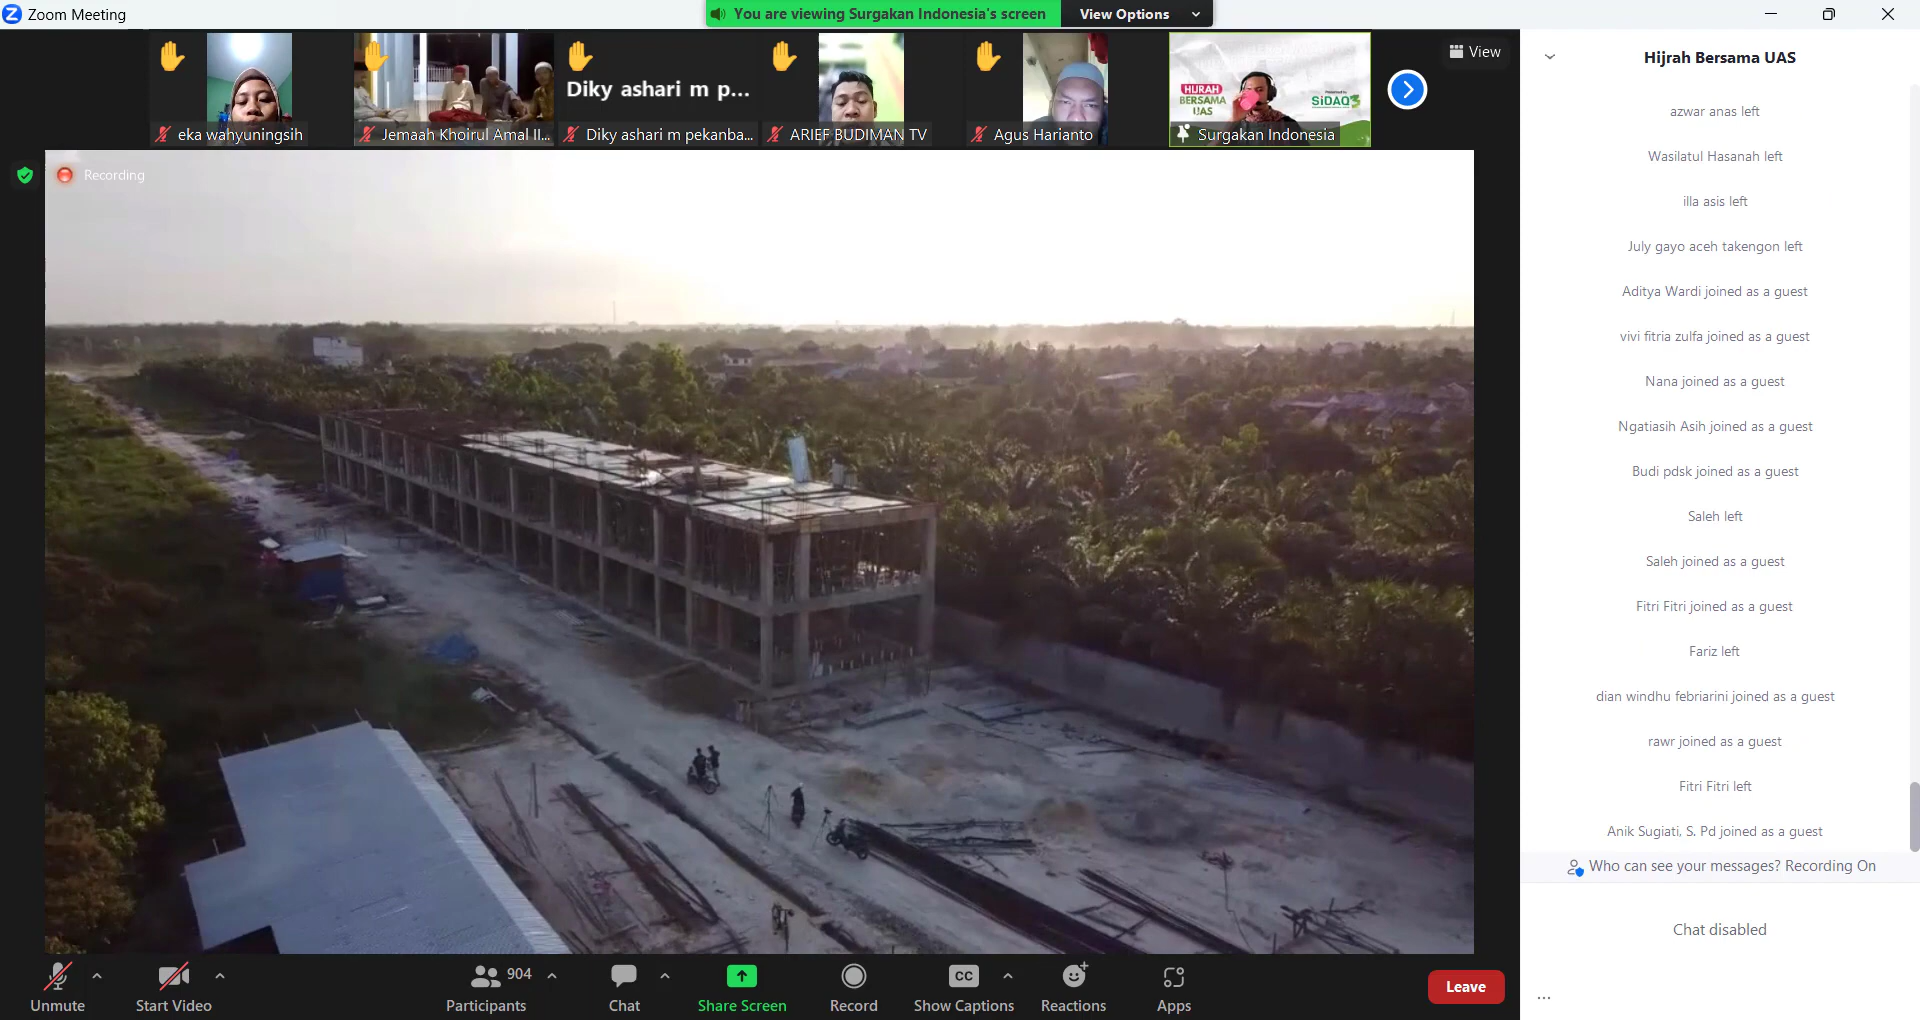 Zoom Meeting
You are viewing Surgakan Indonesia's screen
View Options
Diky ashari m p...
HIJRAH
BERSAMA
UAS
SiDAQ3
eka wahyuningsih
Jemaah Khoirul Amal II...
Diky ashari m pekanba...
ARIEF BUDIMAN TV
Agus Harianto
Surgakan Indonesia
View
Recording
Hijrah Bersama UAS
azwar anas left
Wasilatul Hasanah left
illa asis left
July gayo aceh takengon left
Aditya Wardi joined as a guest
vivi fitria zulfa joined as a guest
Nana joined as a guest
Ngatiasih Asih joined as a guest
Budi pdsk joined as a guest
Saleh left
Saleh joined as a guest
Fitri Fitri joined as a guest
Fariz left
dian windhu febriarini joined as a guest
rawr joined as a guest
Fitri Fitri left
Anik Sugiati, S. Pd joined as a guest
Who can see your messages? Recording On
Chat disabled
...
Unmute
Start Video
904
Participants
Chat
Share Screen
Record
CC
Show Captions
Reactions
Apps
Leave